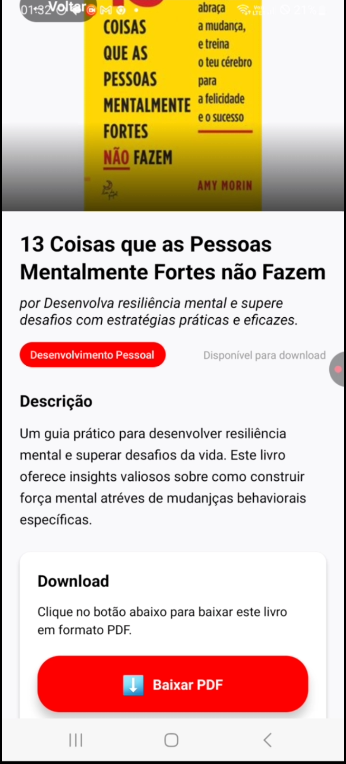 01:32
← Voltar
COISAS
QUE AS
PESSOAS
MENTALMENTE
FORTES
NÃO FAZEM
abraça
a mudança,
e treina
o teu cérebro
para
a felicidade
e o sucesso
AMY MORIN
13 Coisas que as Pessoas
Mentalmente Fortes não Fazem
por Desenvolva resiliência mental e supere
desafios com estratégias práticas e eficazes.
Desenvolvimento Pessoal
Disponível para download
Descrição
Um guia prático para desenvolver resiliência
mental e superar desafios da vida. Este livro
oferece insights valiosos sobre como construir
força mental atréves de mudanjças behaviorais
específicas.
Download
Clique no botão abaixo para baixar este livro
em formato PDF.
Baixar PDF